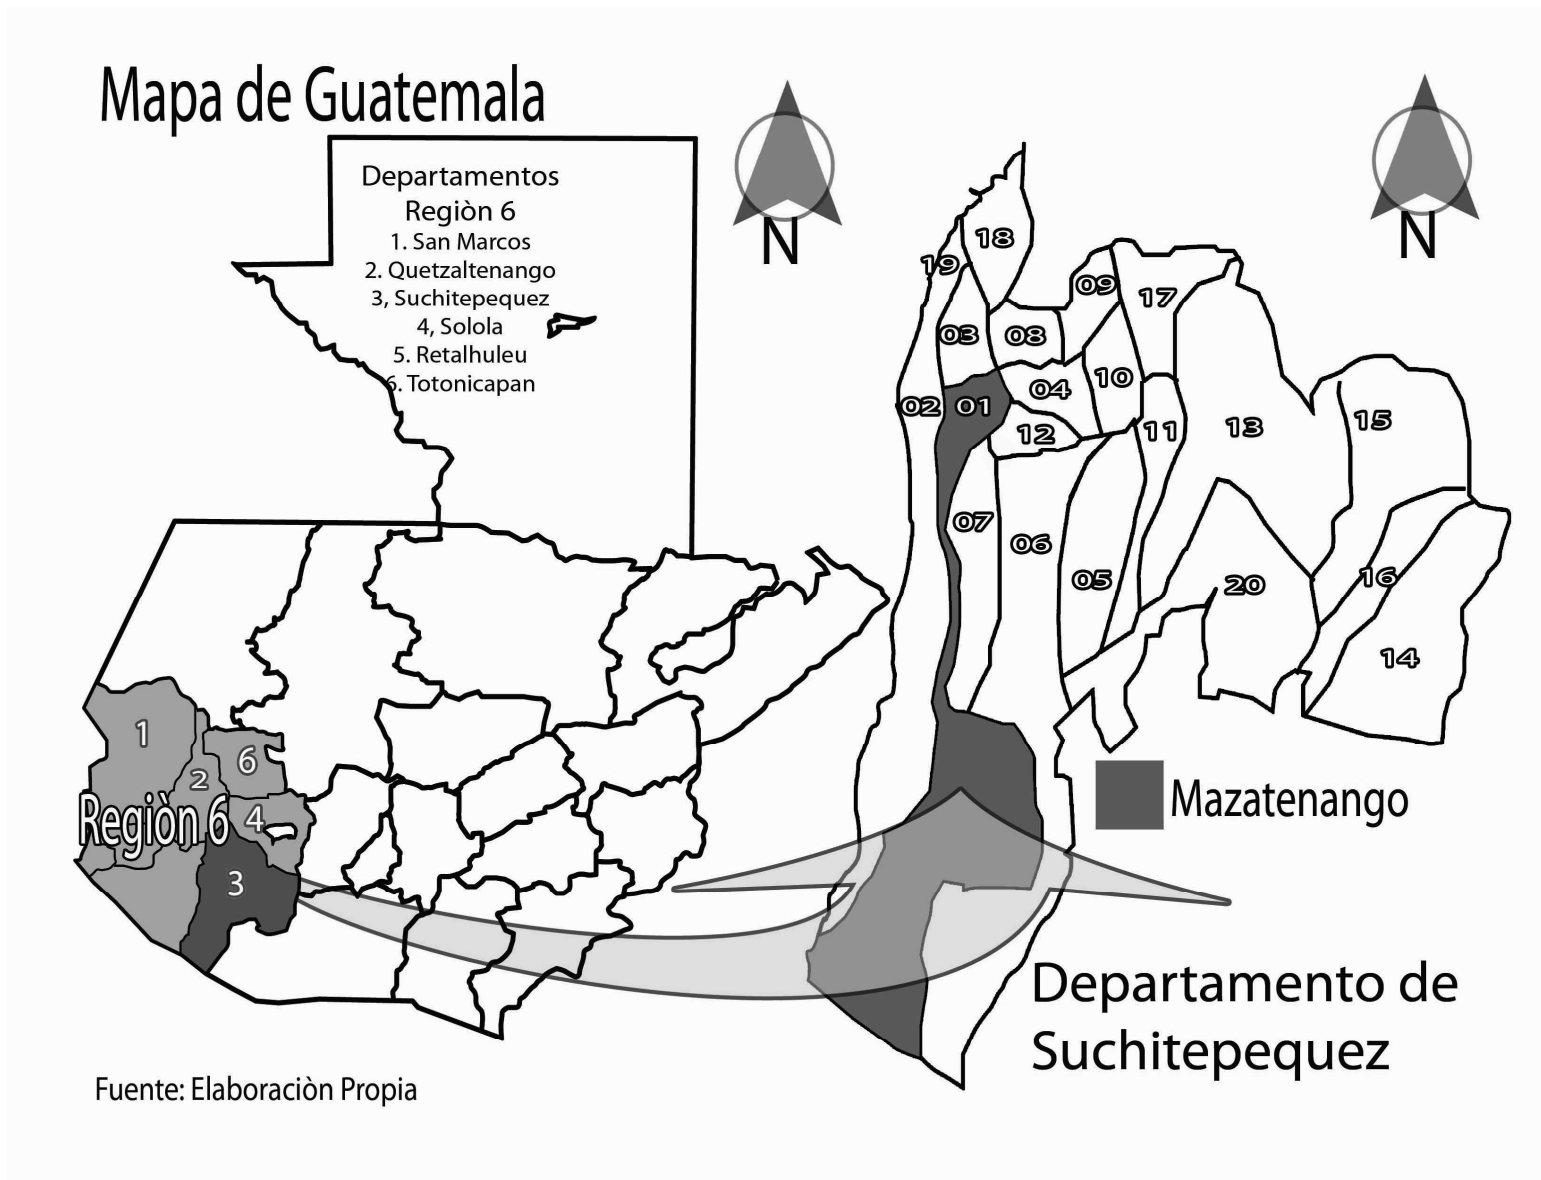 Mapa de Guatemala
Departamentos
Regiòn 6
1. San Marcos
2. Quetzaltenango
3, Suchitepequez
4, Solola
5. Retalhuleu
6. Totonicapan
N
N
18
19
09
17
03
08
10
04
02
01
12
11
13
15
07
06
05
20
16
14
1
6
2
4
Regiòn 6
3
Mazatenango
Departamento de
Suchitepequez
Fuente: Elaboraciòn Propia